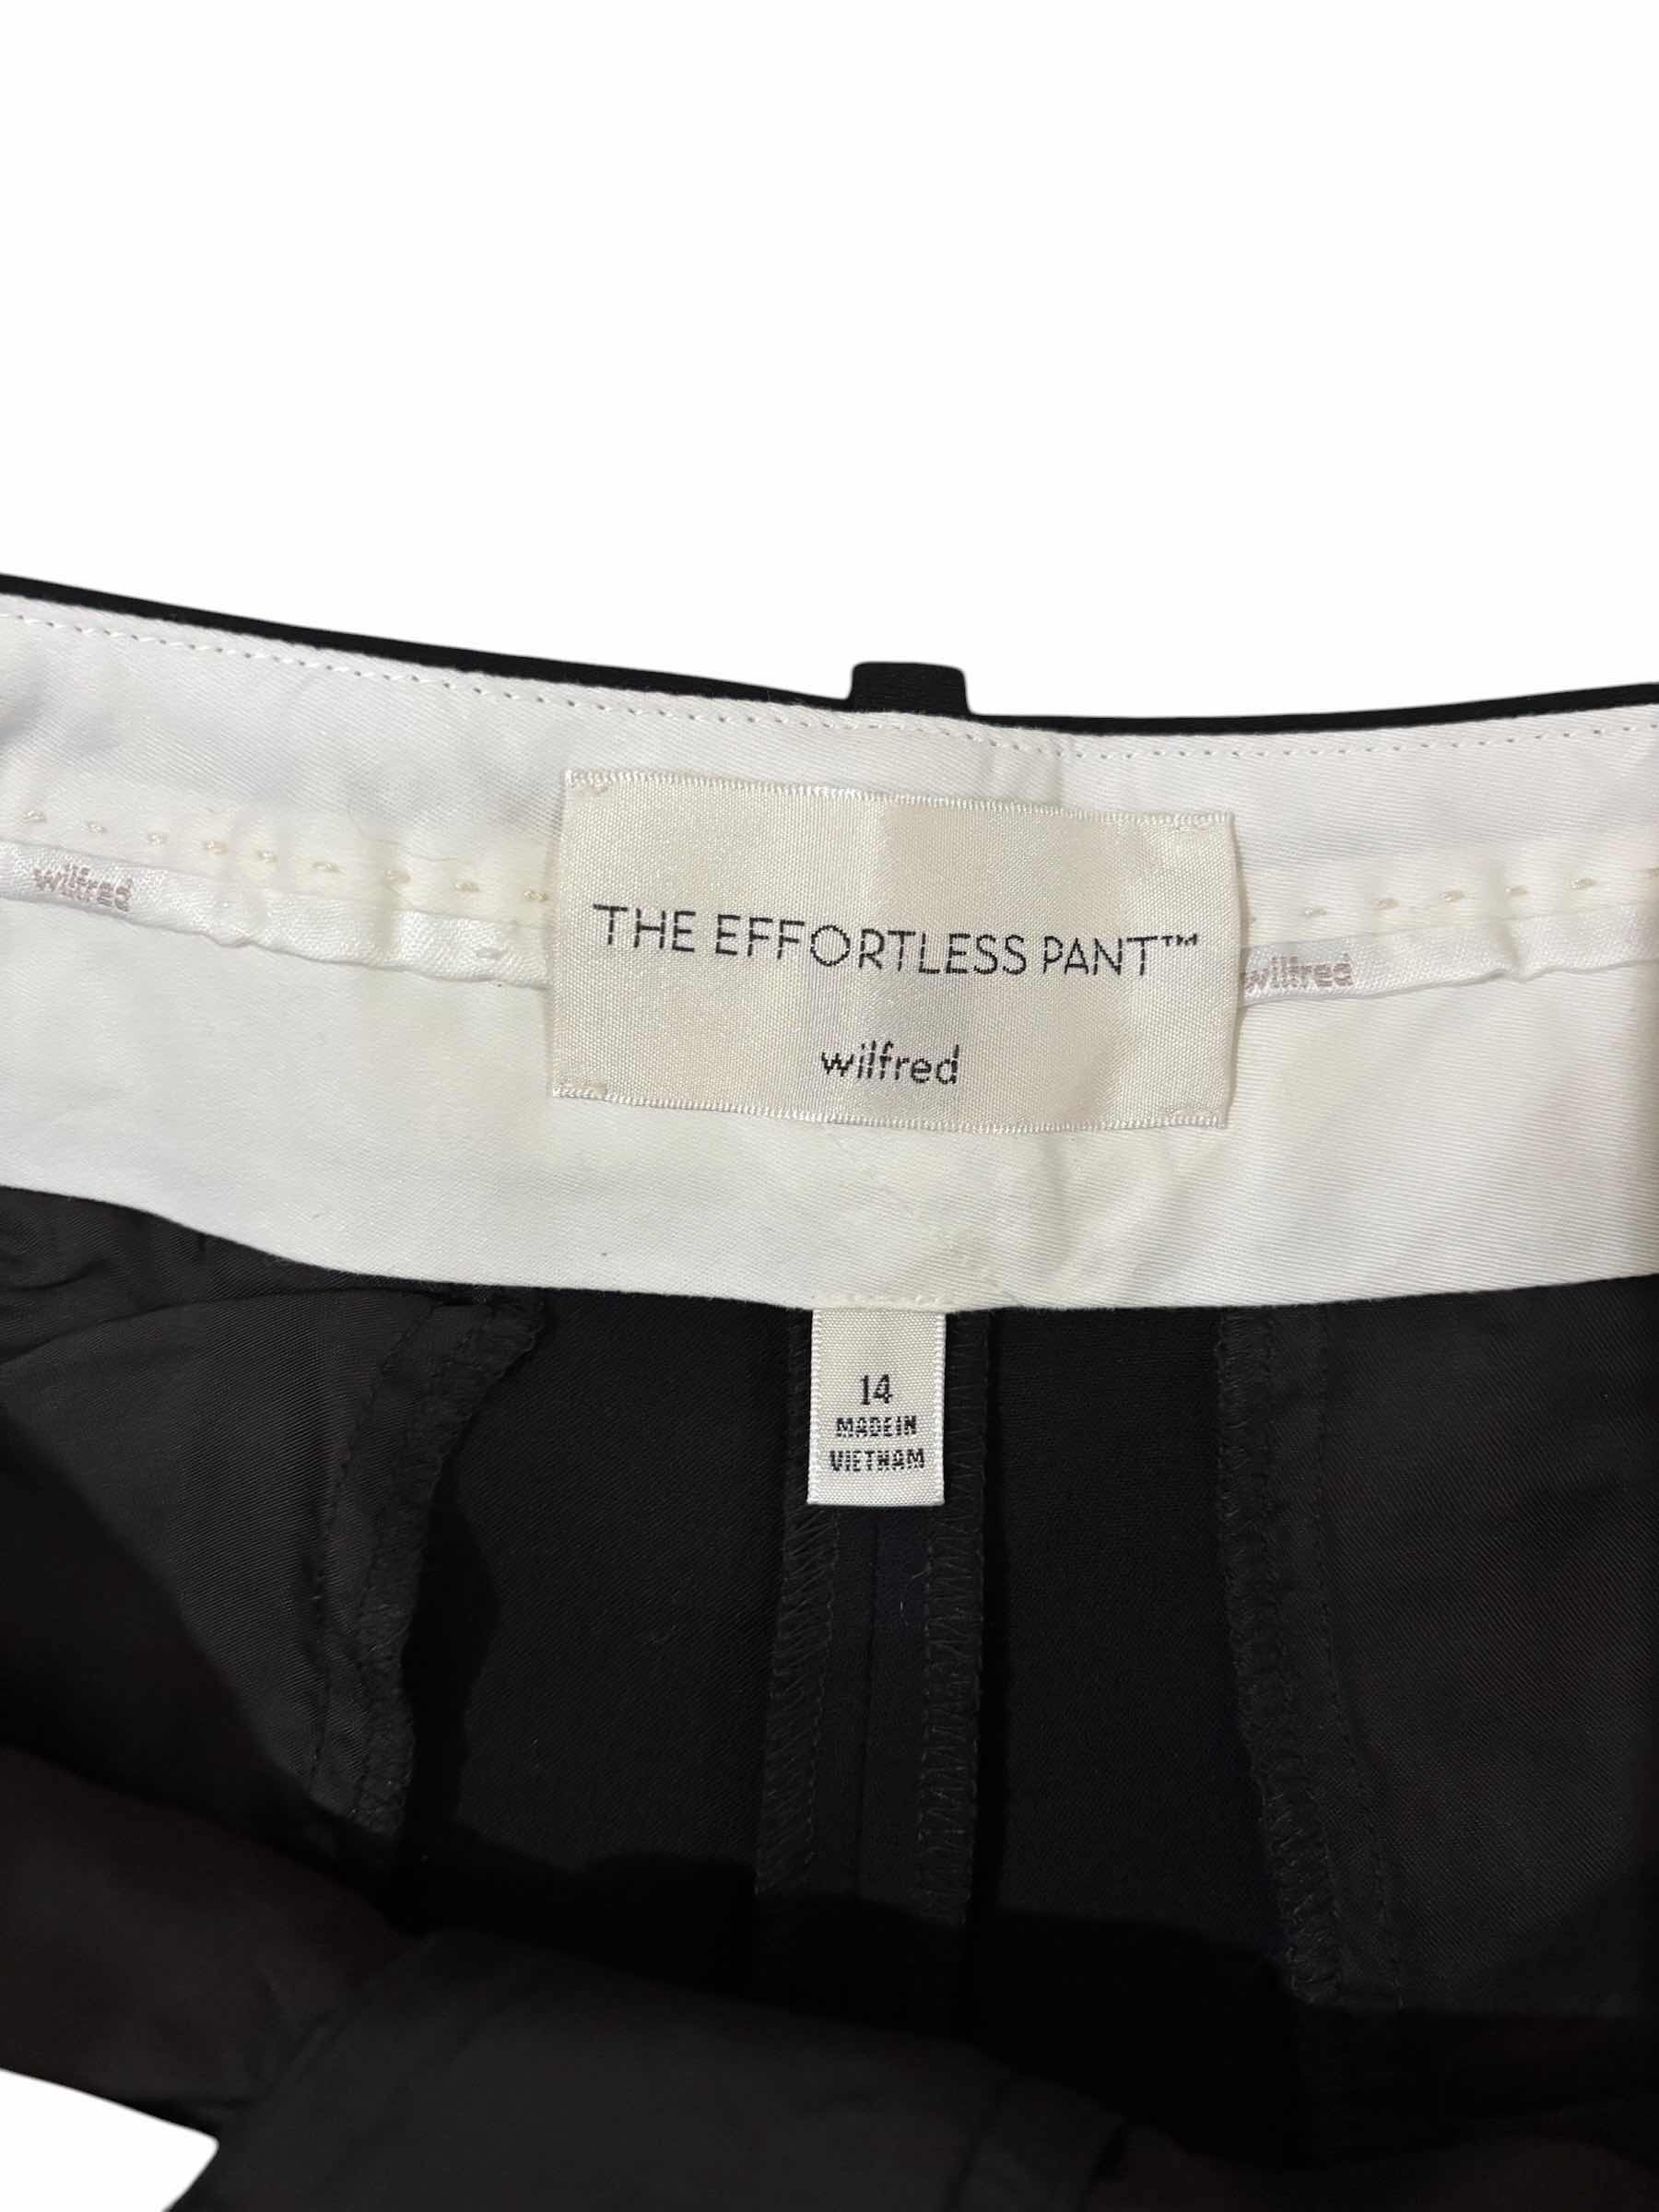 THE EFFORTLESS PANT™
wilfred
wilfred
wilfred
14
MADE IN
VIETNAM